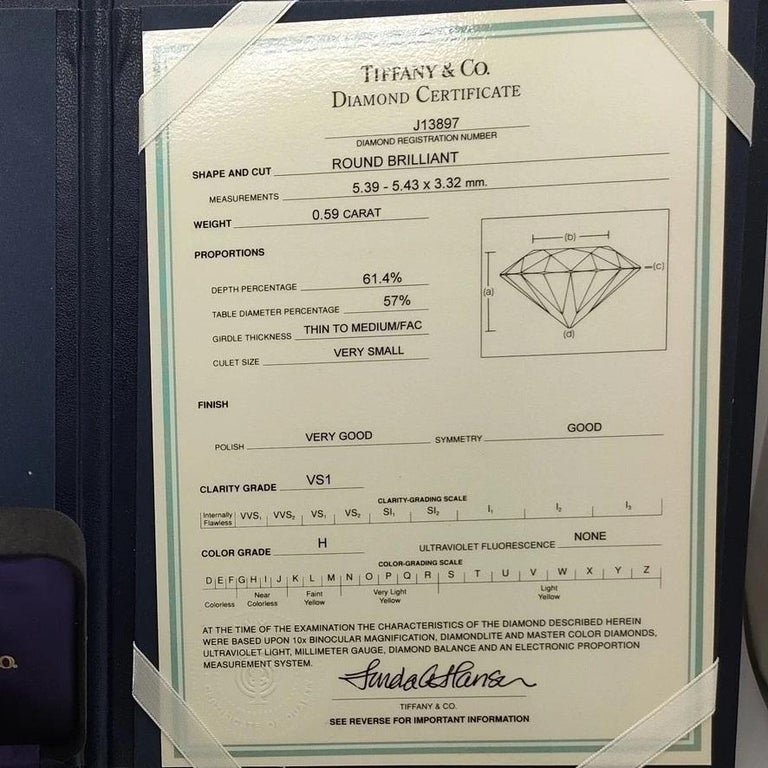 TIFFANY & CO.
DIAMOND CERTIFICATE
J13897
DIAMOND REGISTRATION NUMBER
SHAPE AND CUT ROUND BRILLIANT
MEASUREMENTS 5.39 - 5.43 x 3.32 mm.
WEIGHT 0.59 CARAT
PROPORTIONS
DEPTH PERCENTAGE 61.4%
TABLE DIAMETER PERCENTAGE 57%
GIRDLE THICKNESS THIN TO MEDIUM/FAC
CULET SIZE VERY SMALL
(b)
(c)
(a)
(d)
FINISH
POLISH VERY GOOD SYMMETRY GOOD
CLARITY GRADE VS1
CLARITY-GRADING SCALE
Internally Flawless VVS₁ VVS₂ VS₁ VS₂ SI₁ SI₂ I₁ I₂ I₃
COLOR GRADE H ULTRAVIOLET FLUORESCENCE NONE
COLOR-GRADING SCALE
D E F G H I J K L M N O P Q R S T U V W X Y Z
Colorless Near Colorless Faint Yellow Very Light Yellow Light Yellow
AT THE TIME OF THE EXAMINATION THE CHARACTERISTICS OF THE DIAMOND DESCRIBED HEREIN
WERE BASED UPON 10x BINOCULAR MAGNIFICATION, DIAMONDLITE AND MASTER COLOR DIAMONDS,
ULTRAVIOLET LIGHT, MILLIMETER GAUGE, DIAMOND BALANCE AND AN ELECTRONIC PROPORTION
MEASUREMENT SYSTEM.
TIFFANY & CO.
SEE REVERSE FOR IMPORTANT INFORMATION